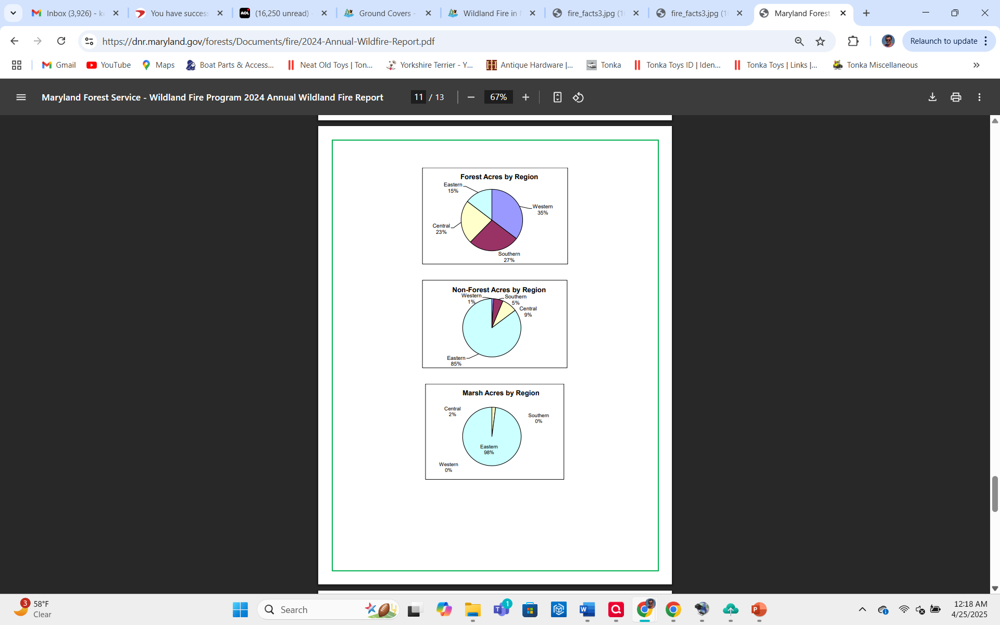 Inbox (3,926) - k
You have success
(16,250 unread)
Ground Covers -
Wildland Fire in
fire_facts3.jpg (1
fire_facts3.jpg (1
Maryland Forest
https://dnr.maryland.gov/forests/Documents/fire/2024-Annual-Wildfire-Report.pdf
Relaunch to update
Gmail
YouTube
Maps
Boat Parts & Access...
Neat Old Toys | Ton...
Yorkshire Terrier - Y...
Antique Hardware |...
Tonka
Tonka Toys ID | Iden...
Tonka Toys | Links |...
Tonka Miscellaneous
Maryland Forest Service - Wildland Fire Program 2024 Annual Wildland Fire Report
11 / 13
67%
Forest Acres by Region
Eastern
15%
Western
35%
Central
23%
Southern
27%
Non-Forest Acres by Region
Western
1%
Southern
5%
Central
9%
Eastern
85%
Marsh Acres by Region
Central
2%
Southern
0%
Eastern
98%
Western
0%
3
58°F
Clear
Search
1
12:18 AM
4/25/2025